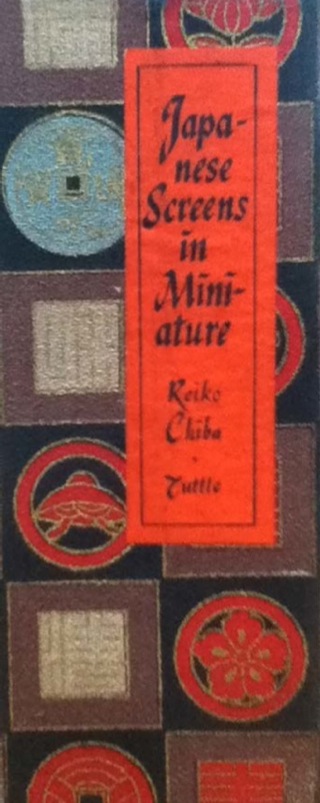 Japa-
nese
Screens
in
Mini-
ature
Reiko
Chiba
Tuttle